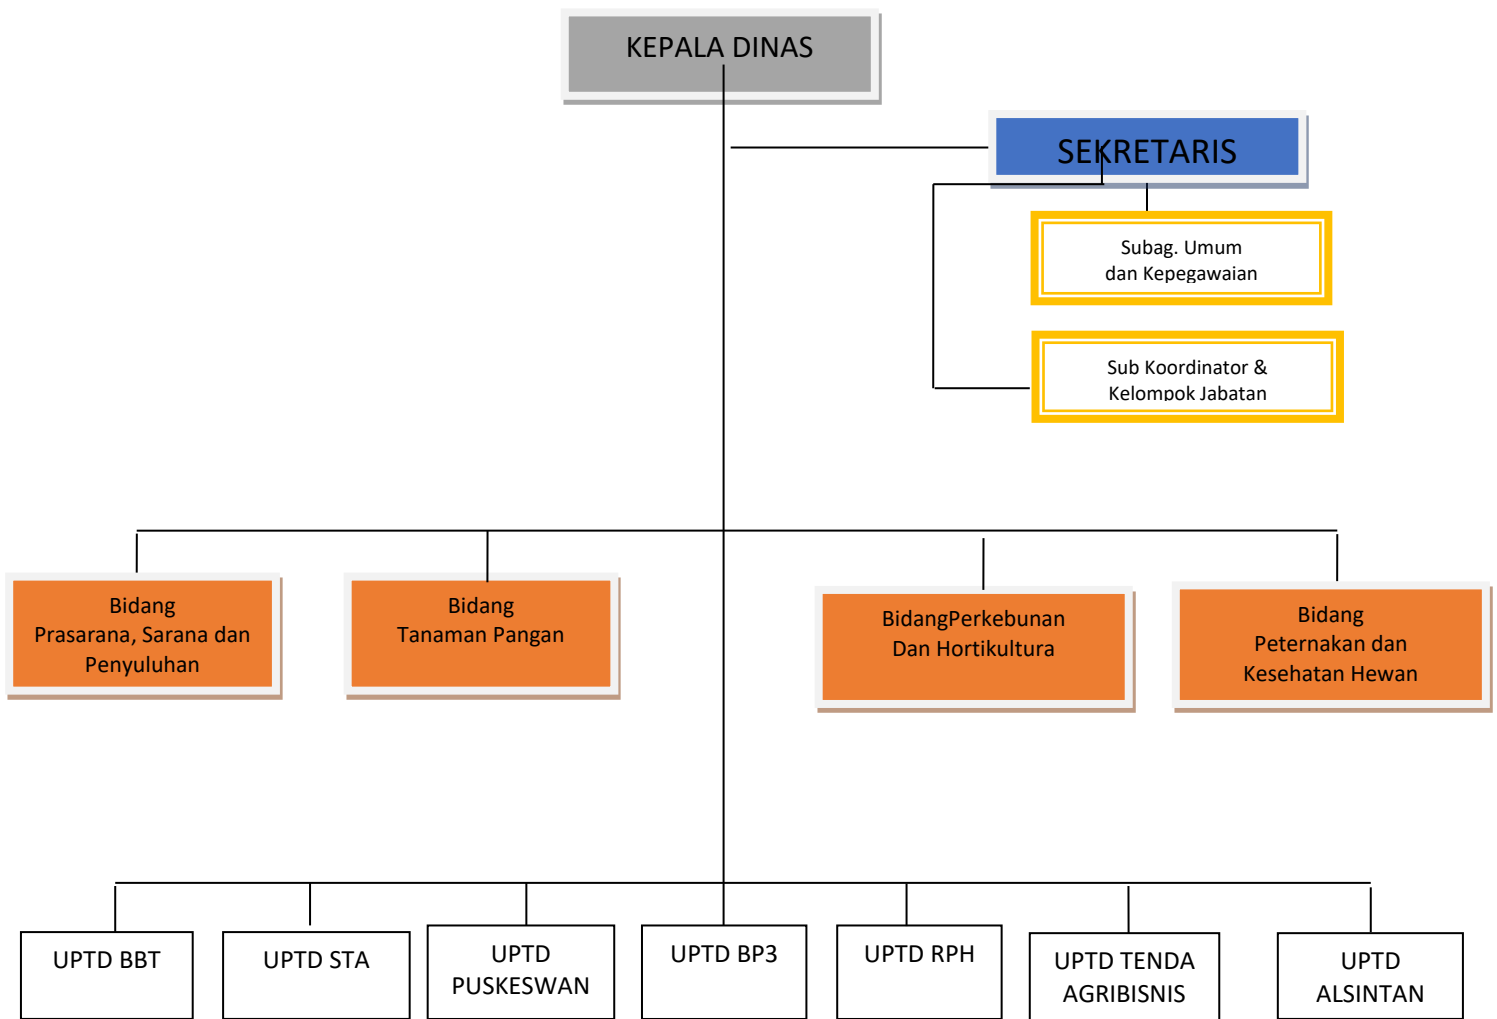 KEPALA DINAS
SEKRETARIS
Subag. Umum
dan Kepegawaian
Sub Koordinator &
Kelompok Jabatan
Bidang
Prasarana, Sarana dan
Penyuluhan
Bidang
Tanaman Pangan
BidangPerkebunan
Dan Hortikultura
Bidang
Peternakan dan
Kesehatan Hewan
UPTD BBT
UPTD STA
UPTD
PUSKESWAN
UPTD BP3
UPTD RPH
UPTD TENDA
AGRIBISNIS
UPTD
ALSINTAN